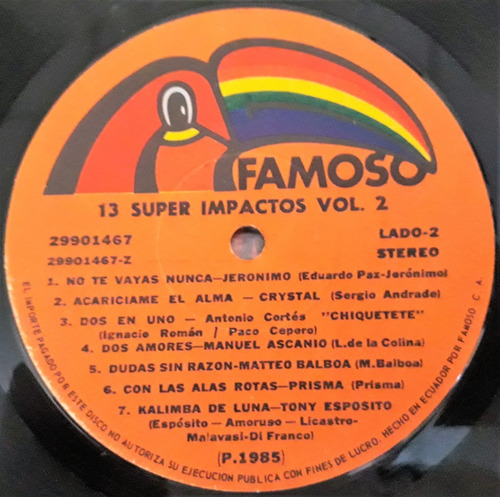 FAMOSO
13 SUPER IMPACTOS VOL. 2
29901467
LADO-2
29901467-Z
STEREO
1. NO TE VAYAS NUNCA—JERONIMO (Eduardo Paz-Jerónimo)
2. ACARICIAME EL ALMA — CRYSTAL (Sergio Andrade)
3. DOS EN UNO — Antonio Cortés "CHIQUETETE"
(Ignacio Román / Paco Cepero)
4. DOS AMORES—MANUEL ASCANIO (L. de la Colina)
5. DUDAS SIN RAZON-MATTEO BALBOA (M. Balboa)
6. CON LAS ALAS ROTAS—PRISMA (Prisma)
7. KALIMBA DE LUNA—TONY ESPOSITO
(Espósito — Amoruso — Licastro-
Malavasi-Di Franco)
(P.1985)
EL IMPORTE PAGADO POR ESTE DISCO NO AUTORIZA SU EJECUCION PUBLICA CON FINES DE LUCRO. HECHO EN ECUADOR POR FAMOSO C. A.